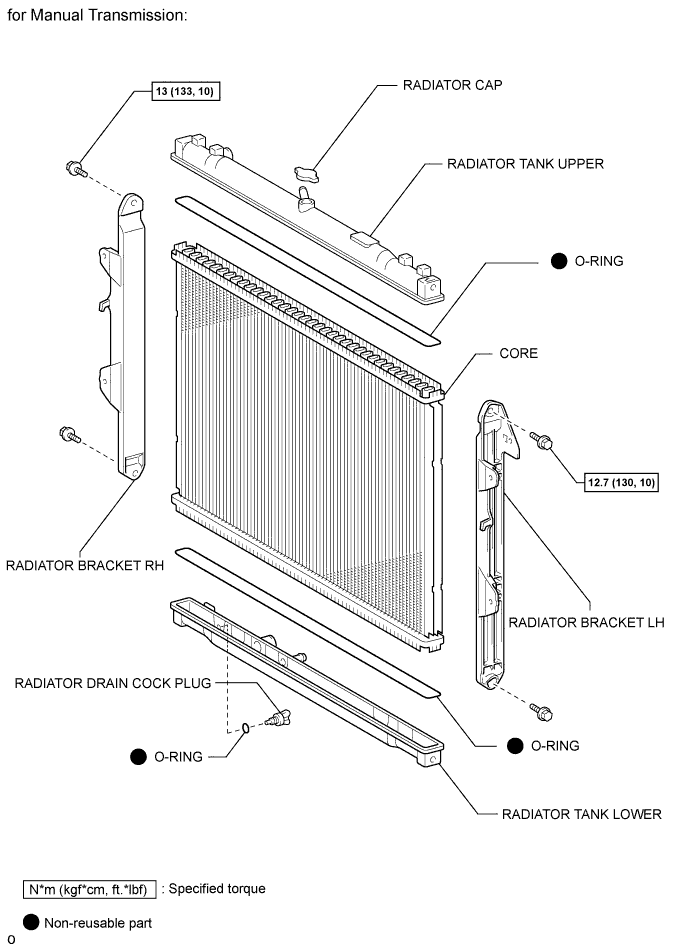 for Manual Transmission:
RADIATOR CAP
13 (133, 10)
RADIATOR TANK UPPER
O-RING
CORE
12.7 (130, 10)
RADIATOR BRACKET RH
RADIATOR BRACKET LH
RADIATOR DRAIN COCK PLUG
O-RING
O-RING
RADIATOR TANK LOWER
N*m (kgf*cm, ft.*lbf) : Specified torque
Non-reusable part
o